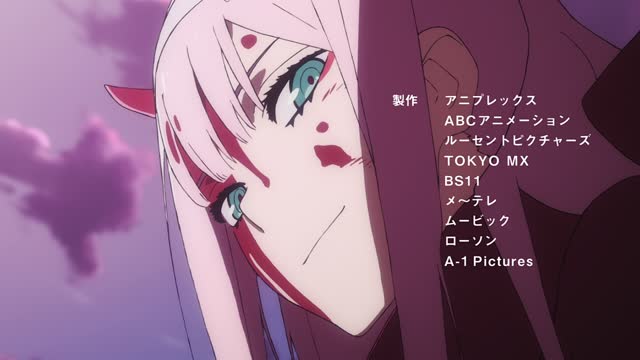 製作 アニプレックス
ABCアニメーション
ルーセントピクチャーズ
TOKYO MX
BS11
メ〜テレ
ムービック
ローソン
A-1 Pictures